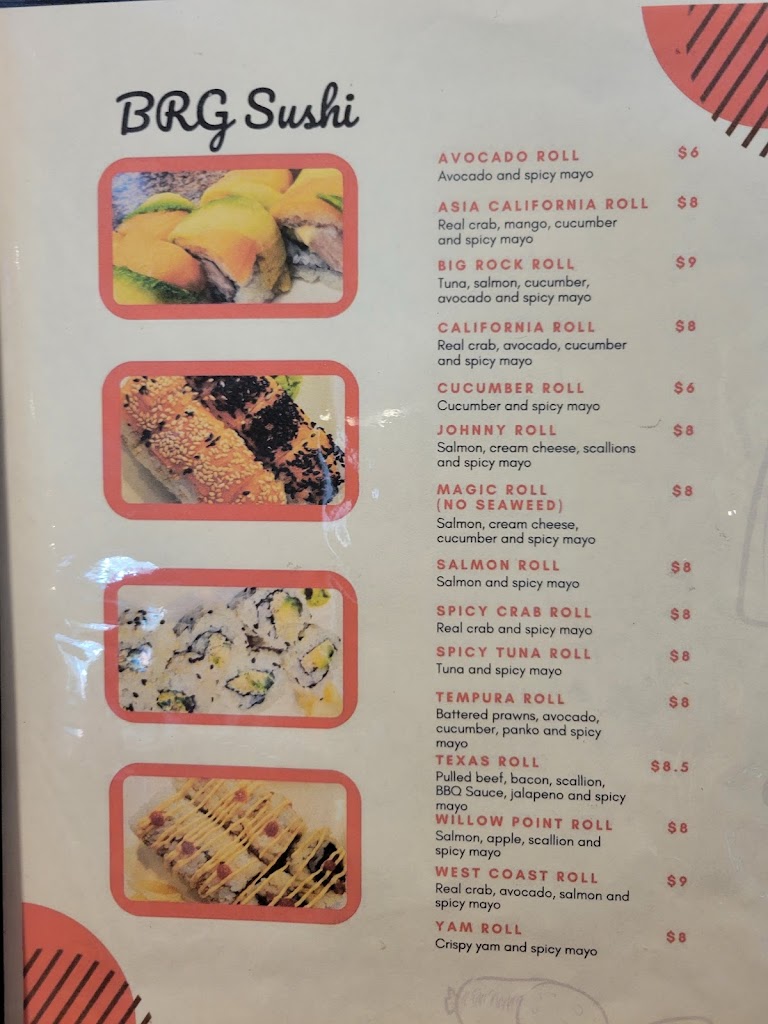 BRG Sushi
AVOCADO ROLL $6
Avocado and spicy mayo
ASIA CALIFORNIA ROLL $8
Real crab, mango, cucumber
and spicy mayo
BIG ROCK ROLL $9
Tuna, salmon, cucumber,
avocado and spicy mayo
CALIFORNIA ROLL $8
Real crab, avocado, cucumber
and spicy mayo
CUCUMBER ROLL $6
Cucumber and spicy mayo
JOHNNY ROLL $8
Salmon, cream cheese, scallions
and spicy mayo
MAGIC ROLL $8
(NO SEAWEED)
Salmon, cream cheese,
cucumber and spicy mayo
SALMON ROLL $8
Salmon and spicy mayo
SPICY CRAB ROLL $8
Real crab and spicy mayo
SPICY TUNA ROLL $8
Tuna and spicy mayo
TEMPURA ROLL $8
Battered prawns, avocado,
cucumber, panko and spicy
mayo
TEXAS ROLL $8.5
Pulled beef, bacon, scallion,
BBQ Sauce, jalapeno and spicy
mayo
WILLOW POINT ROLL $8
Salmon, apple, scallion and
spicy mayo
WEST COAST ROLL $9
Real crab, avocado, salmon and
spicy mayo
YAM ROLL $8
Crispy yam and spicy mayo